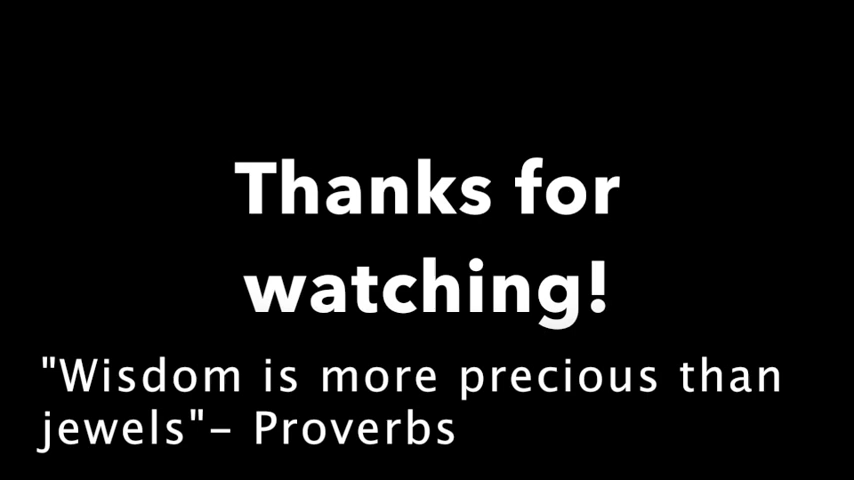 Thanks for
watching!
"Wisdom is more precious than
jewels"- Proverbs